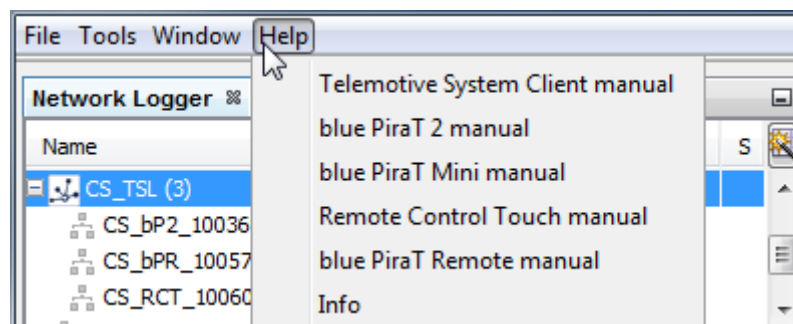 File Tools Window Help
Telemotive System Client manual
Network Logger
blue PiraT 2 manual
Name
S
blue PiraT Mini manual
CS_TSL (3)
Remote Control Touch manual
CS_bP2_10036
blue PiraT Remote manual
CS_bPR_10057
Info
CS_RCT_10060